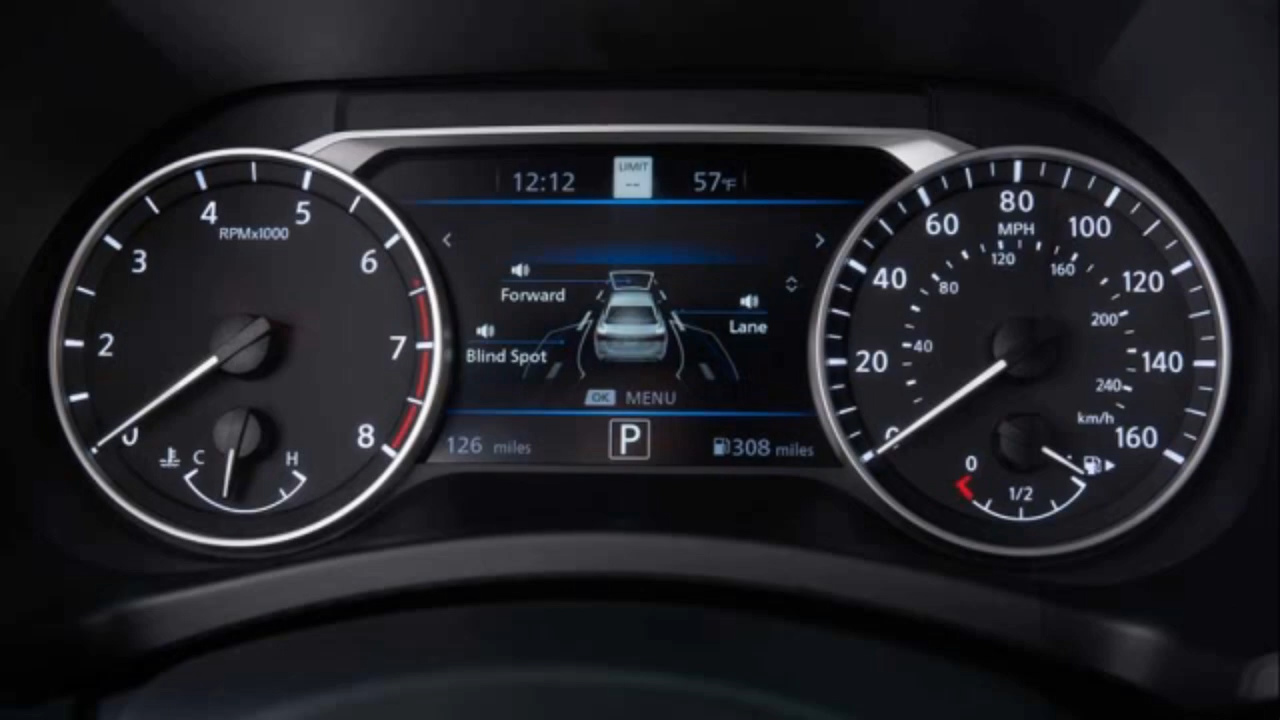 12:12
LIMIT
--
57°F
4
5
RPMx1000
3
6
2
7
0
8
C
H
Forward
Lane
Blind Spot
OK MENU
126 miles
P
308 miles
80
60
100
MPH
120
160
40
80
120
200
20
40
140
240
km/h
0
160
0
1/2